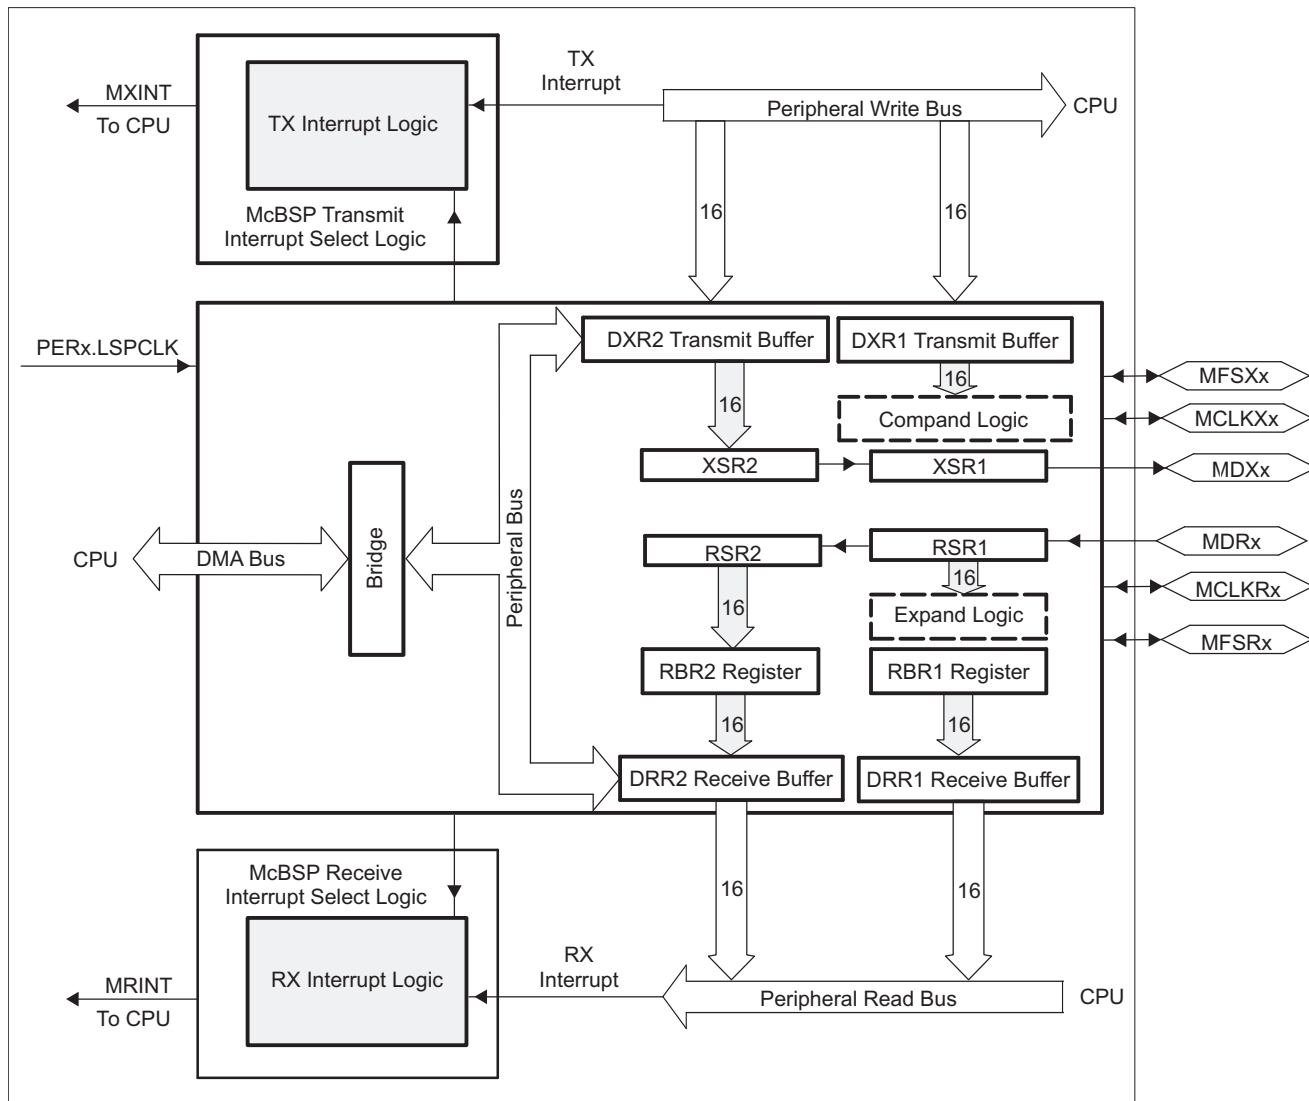 TX
Interrupt
MXINT
To CPU
TX Interrupt Logic
Peripheral Write Bus
CPU
McBSP Transmit
Interrupt Select Logic
16
16
PERx.LSPCLK
DXR2 Transmit Buffer
DXR1 Transmit Buffer
16
16
Compand Logic
MFSXx
MCLKXx
XSR2
XSR1
MDXx
CPU
DMA Bus
Bridge
Peripheral Bus
RSR2
RSR1
MDRx
16
16
Expand Logic
MCLKRx
MFSRx
RBR2 Register
RBR1 Register
16
16
DRR2 Receive Buffer
DRR1 Receive Buffer
McBSP Receive
Interrupt Select Logic
16
16
RX Interrupt Logic
RX
Interrupt
MRINT
To CPU
Peripheral Read Bus
CPU